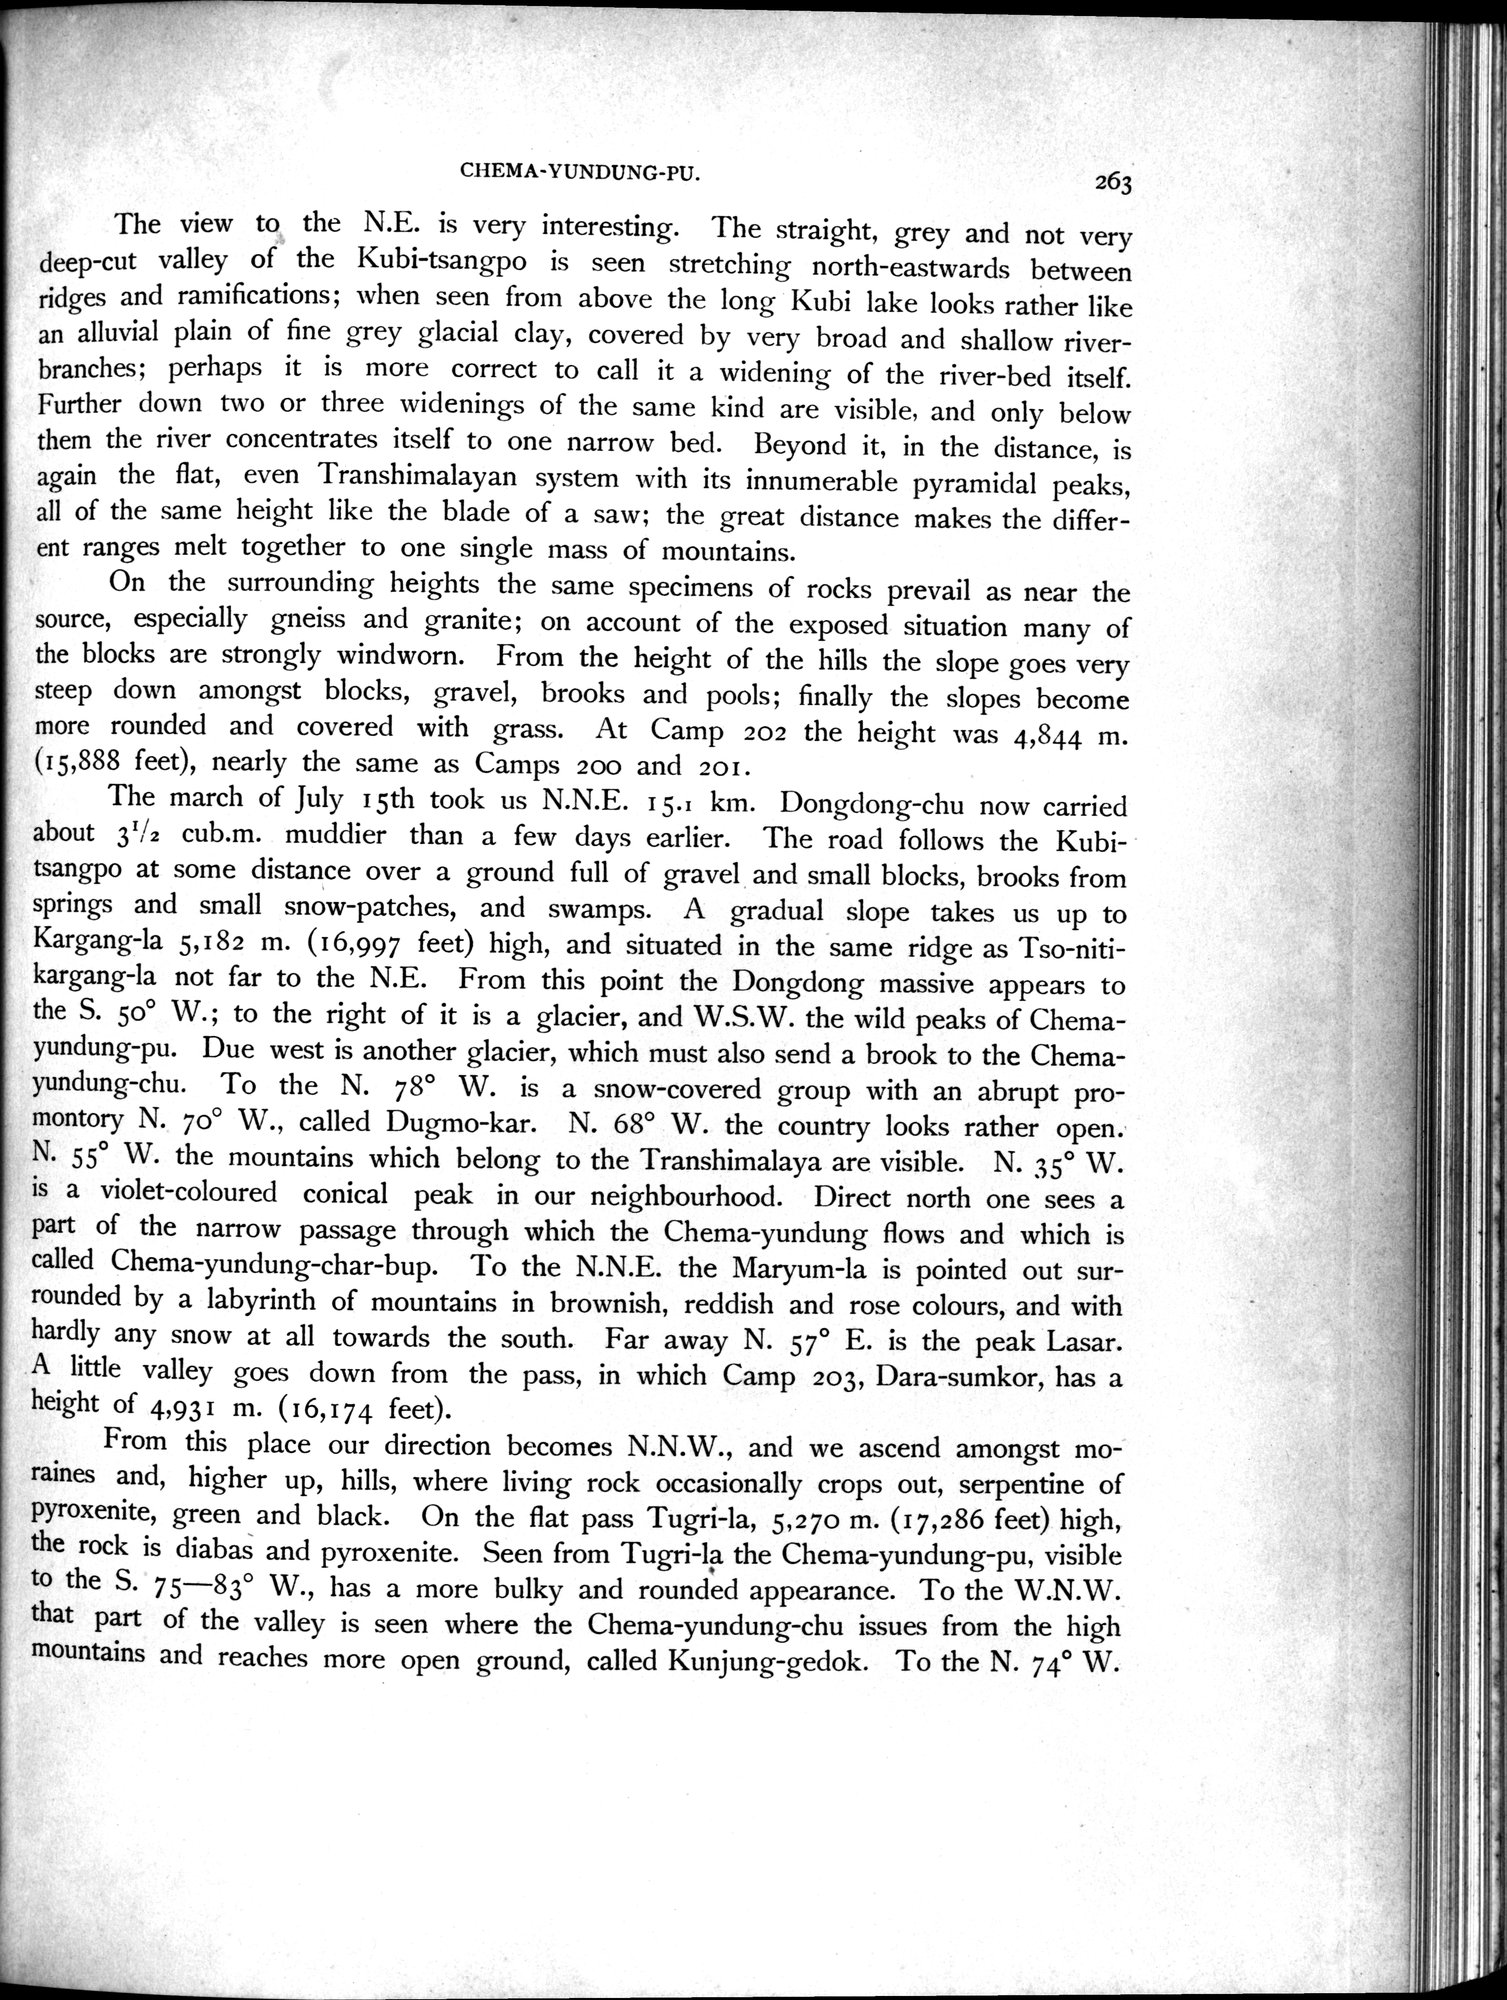 CHEMA-YUNDUNG-PU.
263
The view to the N.E. is very interesting. The straight, grey and not very
deep-cut valley of the Kubi-tsangpo is seen stretching north-eastwards between
ridges and ramifications; when seen from above the long Kubi lake looks rather like
an alluvial plain of fine grey glacial clay, covered by very broad and shallow river-
branches; perhaps it is more correct to call it a widening of the river-bed itself.
Further down two or three widenings of the same kind are visible, and only below
them the river concentrates itself to one narrow bed. Beyond it, in the distance, is
again the flat, even Transhimalayan system with its innumerable pyramidal peaks,
all of the same height like the blade of a saw; the great distance makes the differ-
ent ranges melt together to one single mass of mountains.
On the surrounding heights the same specimens of rocks prevail as near the
source, especially gneiss and granite; on account of the exposed situation many of
the blocks are strongly windworn. From the height of the hills the slope goes very
steep down amongst blocks, gravel, brooks and pools; finally the slopes become
more rounded and covered with grass. At Camp 202 the height was 4,844 m.
(15,888 feet), nearly the same as Camps 200 and 201.
The march of July 15th took us N.N.E. 15.1 km. Dongdong-chu now carried
about 3 1/2 cub.m. muddier than a few days earlier. The road follows the Kubi-
tsangpo at some distance over a ground full of gravel and small blocks, brooks from
springs and small snow-patches, and swamps. A gradual slope takes us up to
Kargang-la 5,182 m. (16,997 feet) high, and situated in the same ridge as Tso-niti-
kargang-la not far to the N.E. From this point the Dongdong massive appears to
the S. 50° W.; to the right of it is a glacier, and W.S.W. the wild peaks of Chema-
yundung-pu. Due west is another glacier, which must also send a brook to the Chema-
yundung-chu. To the N. 78° W. is a snow-covered group with an abrupt pro-
montory N. 70° W., called Dugmo-kar. N. 68° W. the country looks rather open.
N. 55° W. the mountains which belong to the Transhimalaya are visible. N. 35° W.
is a violet-coloured conical peak in our neighbourhood. Direct north one sees a
part of the narrow passage through which the Chema-yundung flows and which is
called Chema-yundung-char-bup. To the N.N.E. the Maryum-la is pointed out sur-
rounded by a labyrinth of mountains in brownish, reddish and rose colours, and with
hardly any snow at all towards the south. Far away N. 57° E. is the peak Lasar.
A little valley goes down from the pass, in which Camp 203, Dara-sumkor, has a
height of 4,931 m. (16,174 feet).
From this place our direction becomes N.N.W., and we ascend amongst mo-
raines and, higher up, hills, where living rock occasionally crops out, serpentine of
pyroxenite, green and black. On the flat pass Tugri-la, 5,270 m. (17,286 feet) high,
the rock is diabas and pyroxenite. Seen from Tugri-la the Chema-yundung-pu, visible
to the S. 75—83° W., has a more bulky and rounded appearance. To the W.N.W.
that part of the valley is seen where the Chema-yundung-chu issues from the high
mountains and reaches more open ground, called Kunjung-gedok. To the N. 74° W.